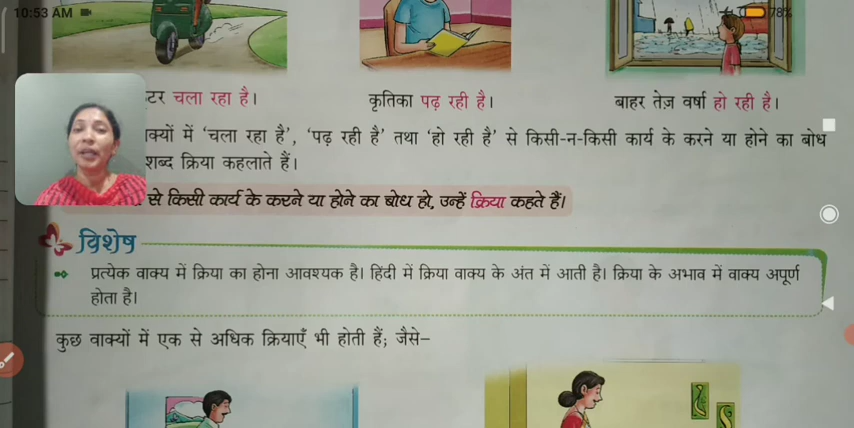 10:53 AM
78%
टर चला रहा है।
कृतिका पढ़ रही है।
बाहर तेज़ वर्षा हो रही है।
क्यों में ‘चला रहा है’, ‘पढ़ रही है’ तथा ‘हो रही है’ से किसी-न-किसी कार्य के करने या होने का बोध
शब्द क्रिया कहलाते हैं।
से किसी कार्य के करने या होने का बोध हो, उन्हें क्रिया कहते हैं।
विशेष
प्रत्येक वाक्य में क्रिया का होना आवश्यक है। हिंदी में क्रिया वाक्य के अंत में आती है। क्रिया के अभाव में वाक्य अपूर्ण
होता है।
कुछ वाक्यों में एक से अधिक क्रियाएँ भी होती हैं; जैसे–